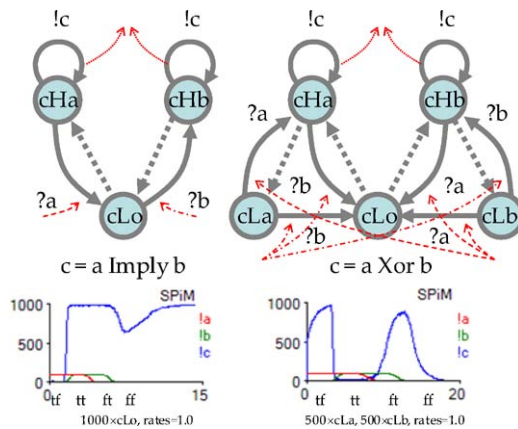 !c !c
cHa cHb
?a ?b
cLo
c = a Imply b
!c !c
cHa cHb
?a ?b
?b ?a
cLa cLo cLb
?b ?a
c = a Xor b
SPiM
1000
500
0
!a
!b
!c
0 15
tf tt ft ff
1000×cLo, rates=1.0
SPiM
1000
500
0
!a
!b
!c
0 20
tf tt ft ff
500×cLa, 500×cLb, rates=1.0